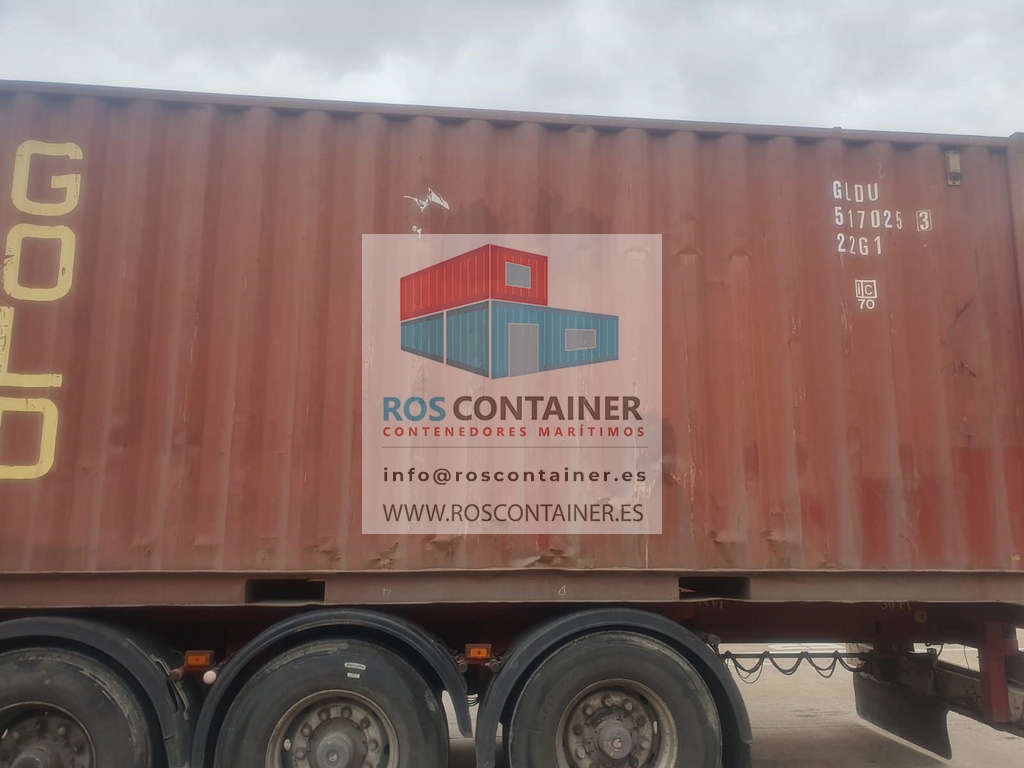 GOLD
GLDU
517025 3
22G1
iC
70
ROS CONTAINER
CONTENEDORES MARÍTIMOS
info@roscontainer.es
WWW.ROSCONTAINER.ES